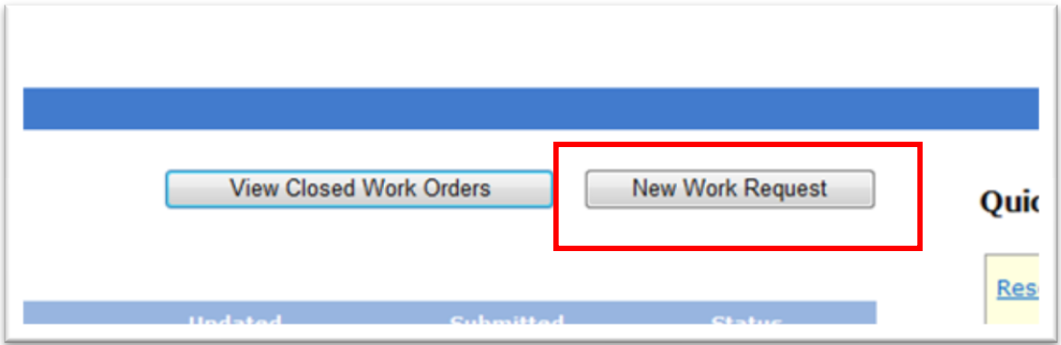 View Closed Work Orders
New Work Request
Updated
Submitted
Status